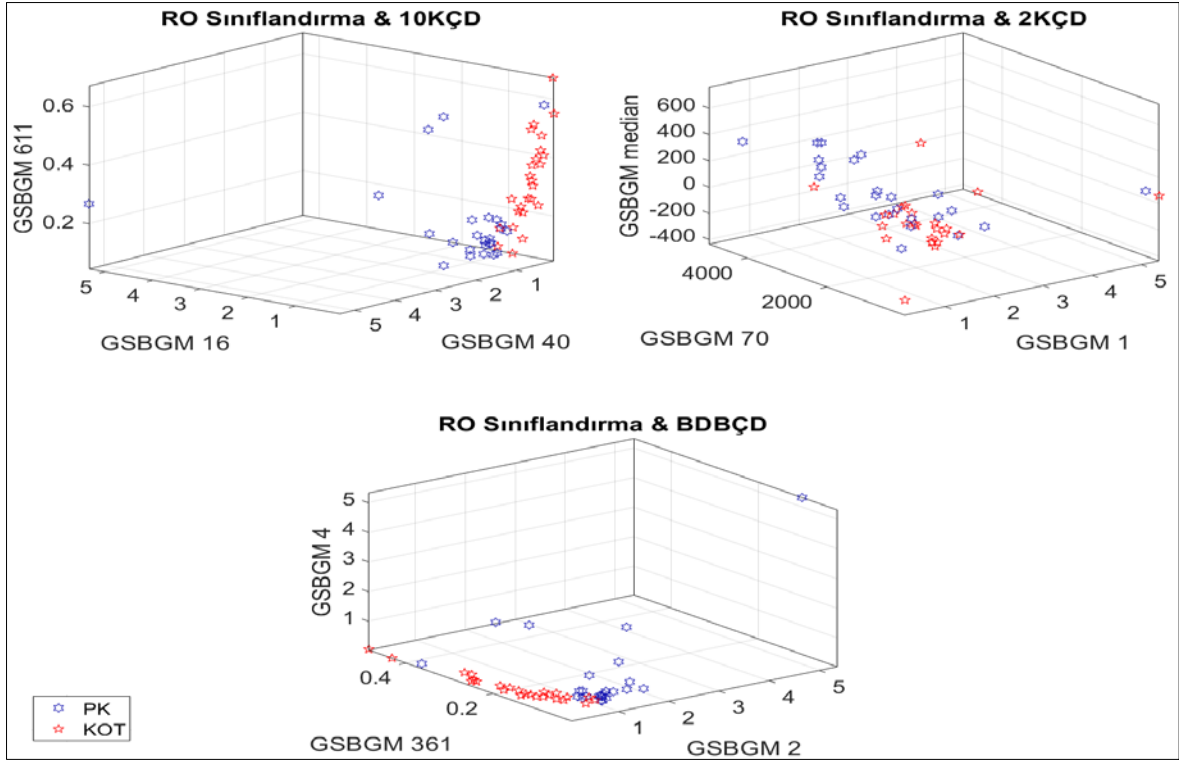 RO Sınıflandırma & 10KÇD
GSBGM 611
0.6
0.4
0.2
5 4 3 2 1
GSBGM 16
5 4 3 2 1
GSBGM 40
RO Sınıflandırma & 2KÇD
GSBGM median
600
400
200
0
-200
-400
4000 2000
GSBGM 70
1 2 3 4 5
GSBGM 1
RO Sınıflandırma & BDBÇD
GSBGM 4
5
4
3
2
1
0.4 0.2
GSBGM 361
1 2 3 4 5
GSBGM 2
PK
KOT